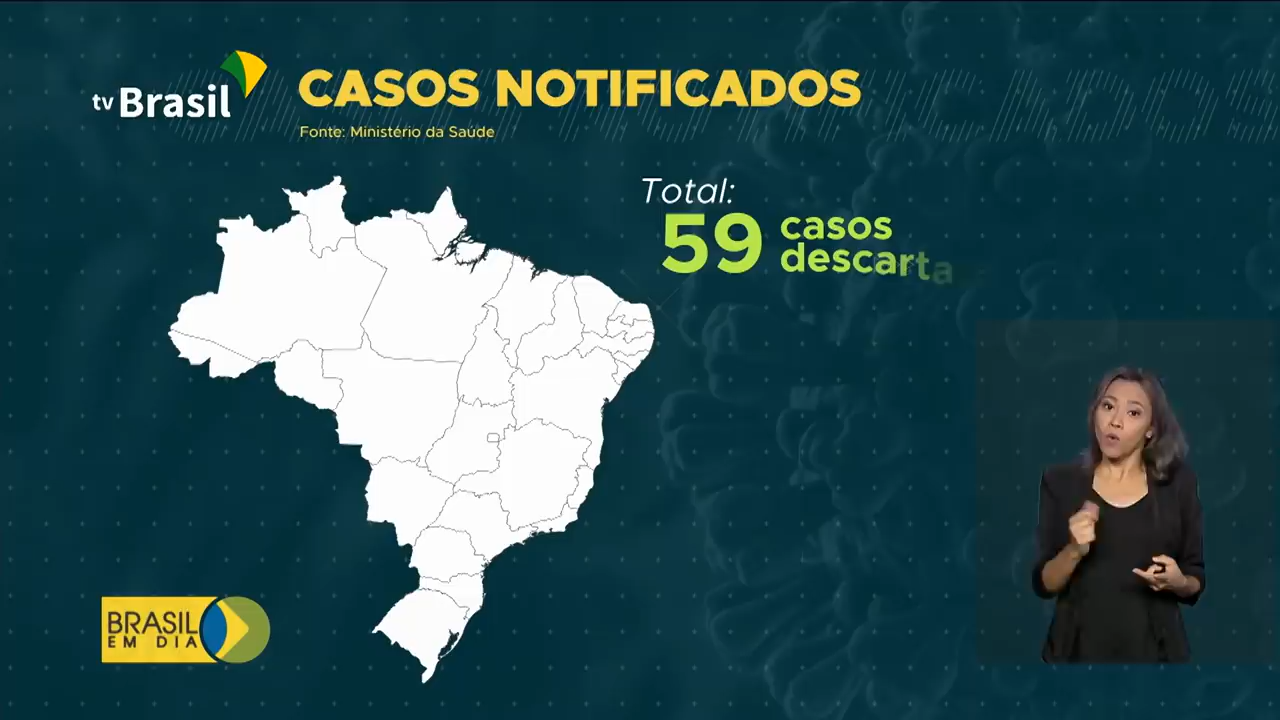 tv Brasil
CASOS NOTIFICADOS
Fonte: Ministério da Saúde
Total:
59 casos
descarta
BRASIL
EM DIA